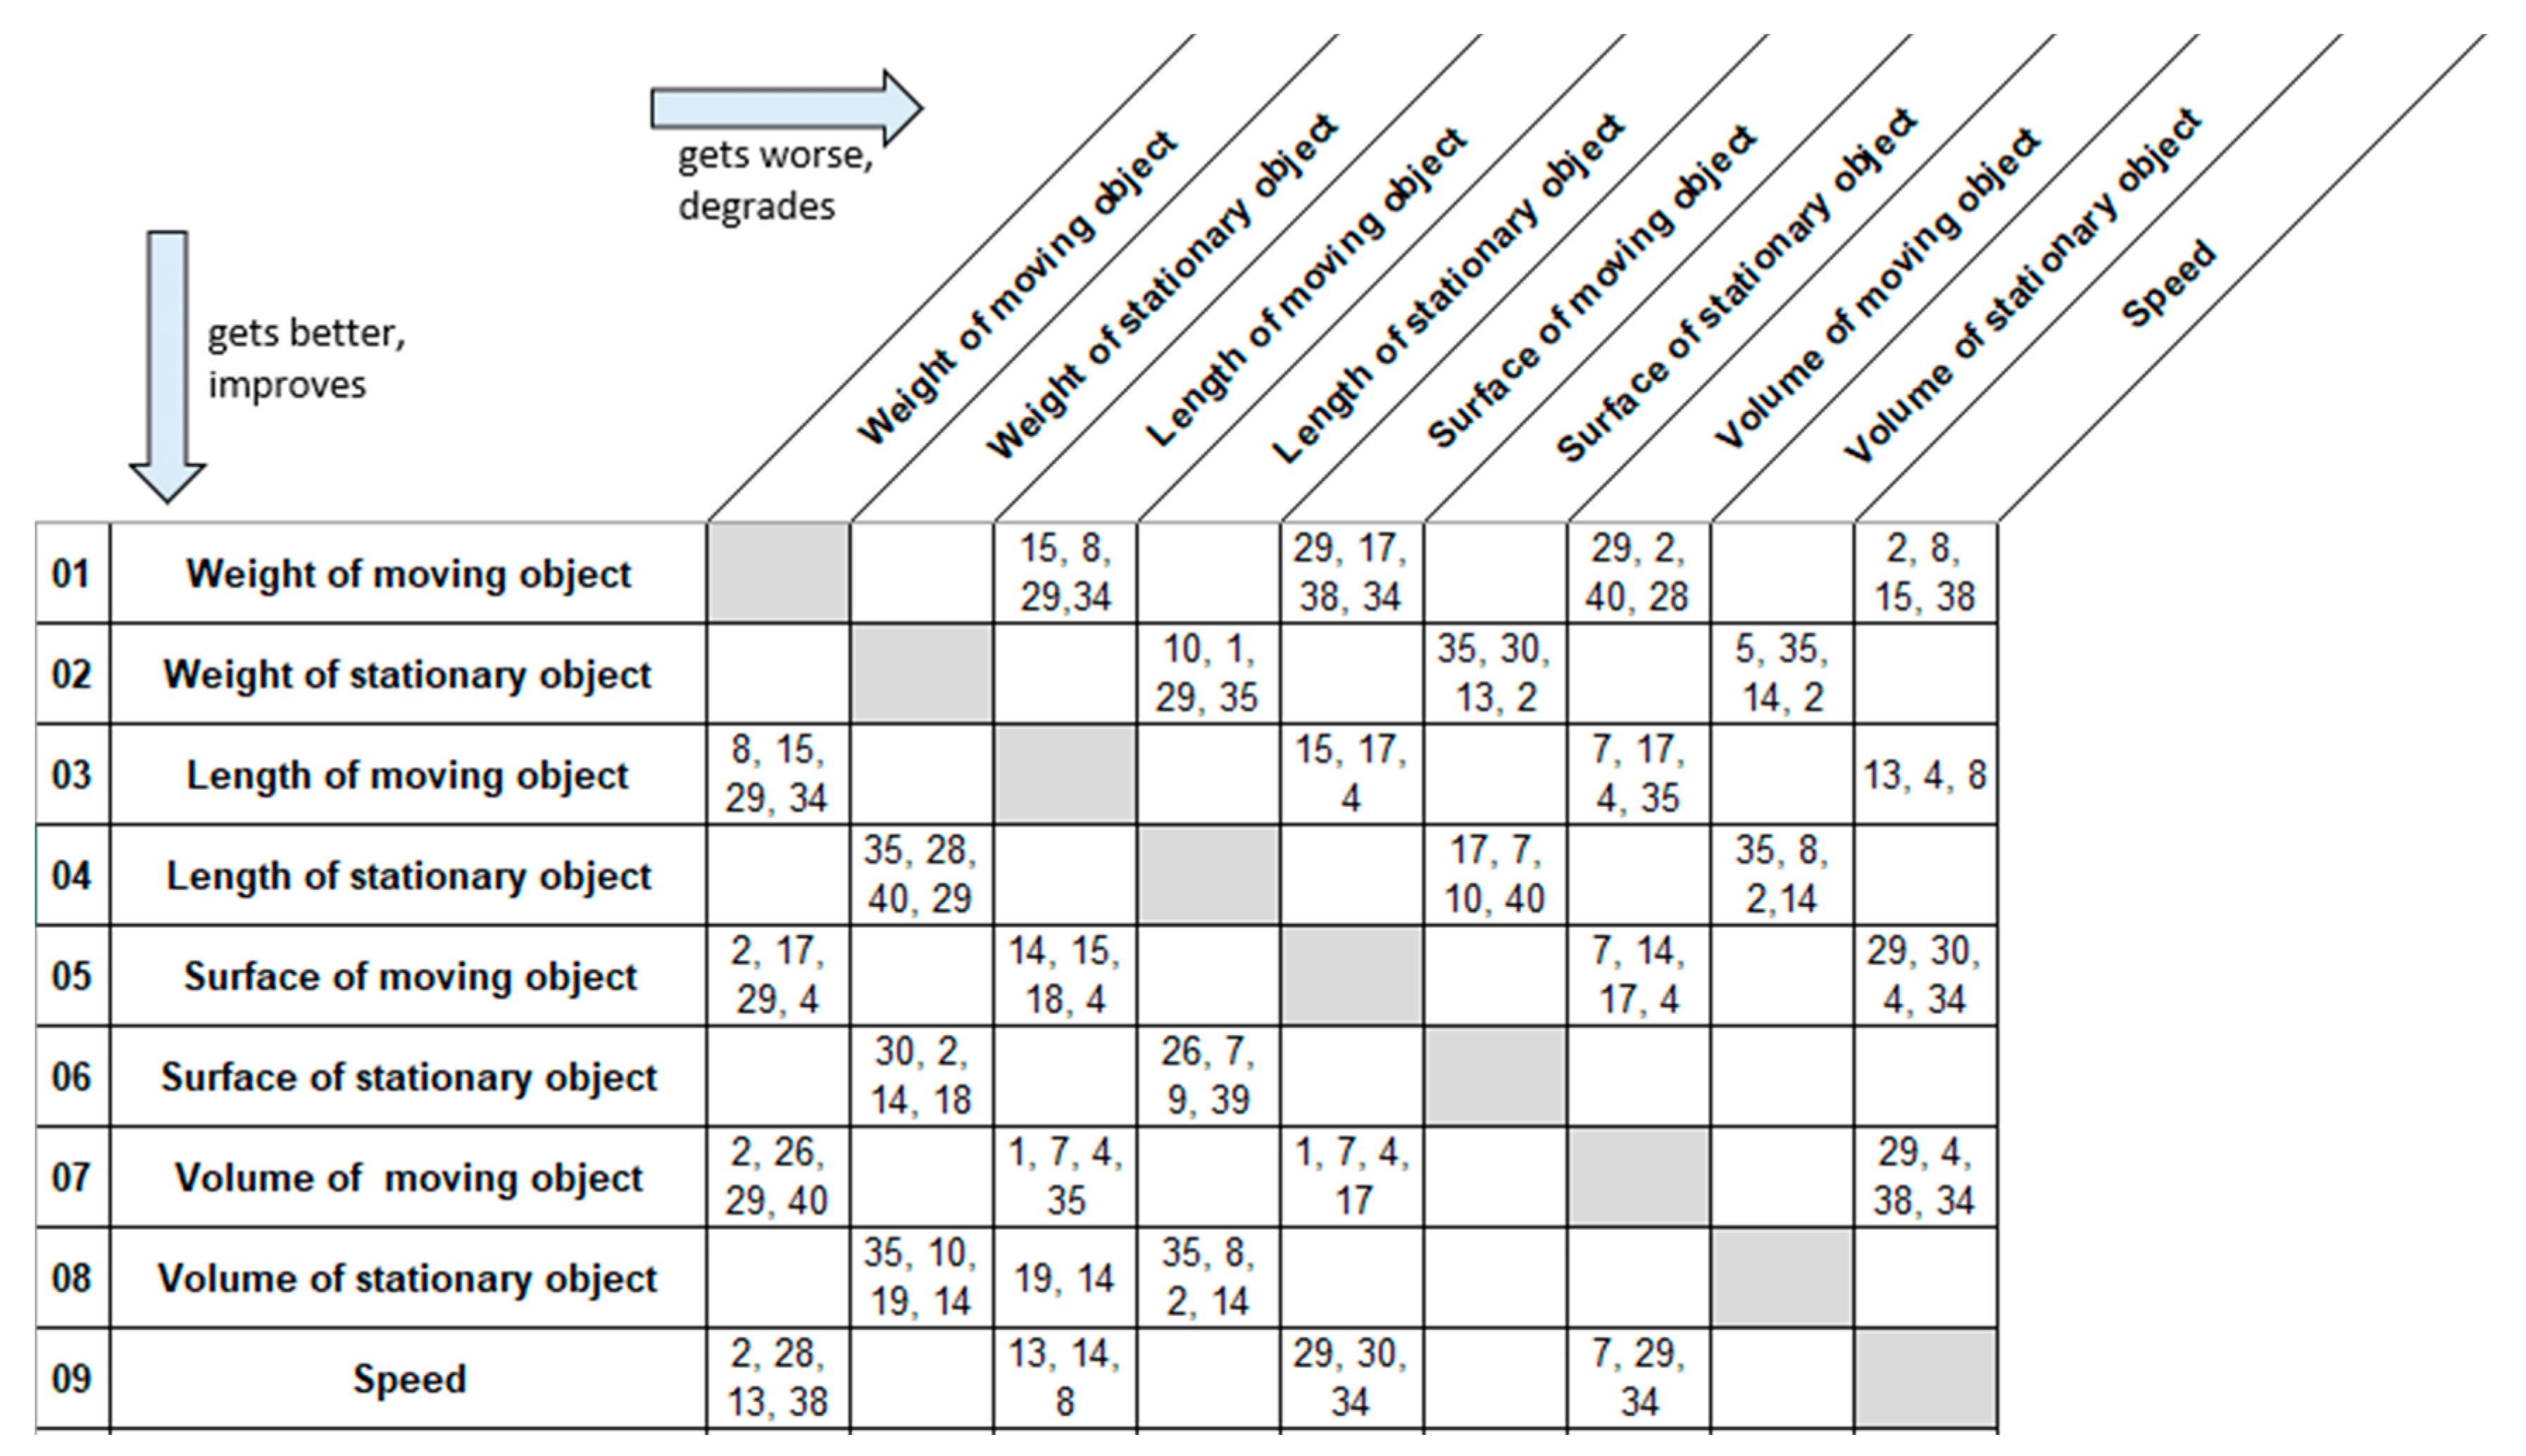 gets worse,
degrades
gets better,
improves
Weight of moving object
Weight of stationary object
Length of moving object
Length of stationary object
Surface of moving object
Surface of stationary object
Volume of moving object
Volume of stationary object
Speed
01 Weight of moving object 15, 8, 29, 17, 29, 2, 2, 8,
29,34 38, 34 40, 28 15, 38
02 Weight of stationary object 10, 1, 35, 30, 5, 35,
29, 35 13, 2 14, 2
03 Length of moving object 8, 15, 15, 17, 7, 17, 13, 4, 8
29, 34 4 4, 35
04 Length of stationary object 35, 28, 17, 7, 35, 8,
40, 29 10, 40 2,14
05 Surface of moving object 2, 17, 14, 15, 7, 14, 29, 30,
29, 4 18, 4 17, 4 4, 34
06 Surface of stationary object 30, 2, 26, 7,
14, 18 9, 39
07 Volume of moving object 2, 26, 1, 7, 4, 1, 7, 4, 29, 4,
29, 40 35 17 38, 34
08 Volume of stationary object 35, 10, 19, 14 35, 8,
19, 14 2, 14
09 Speed 2, 28, 13, 14, 29, 30, 7, 29,
13, 38 8 34 34